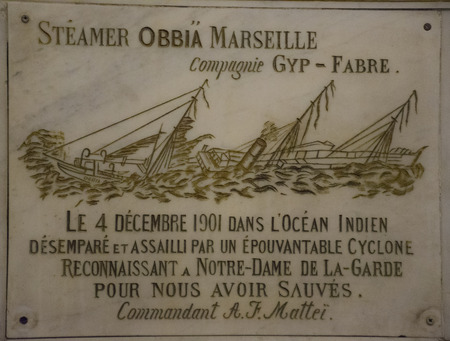 STÉAMER OBBIÄ MARSEILLE
Compagnie GYP - FABRE.
LE 4 DÉCEMBRE 1901 DANS L'OCÉAN INDIEN
DÉSEMPARÉ ET ASSAILLI PAR UN ÉPOUVANTABLE CYCLONE
RECONNAISSANT A NOTRE-DAME DE LA-GARDE
POUR NOUS AVOIR SAUVÉS.
Commandant A.F. Matteï.